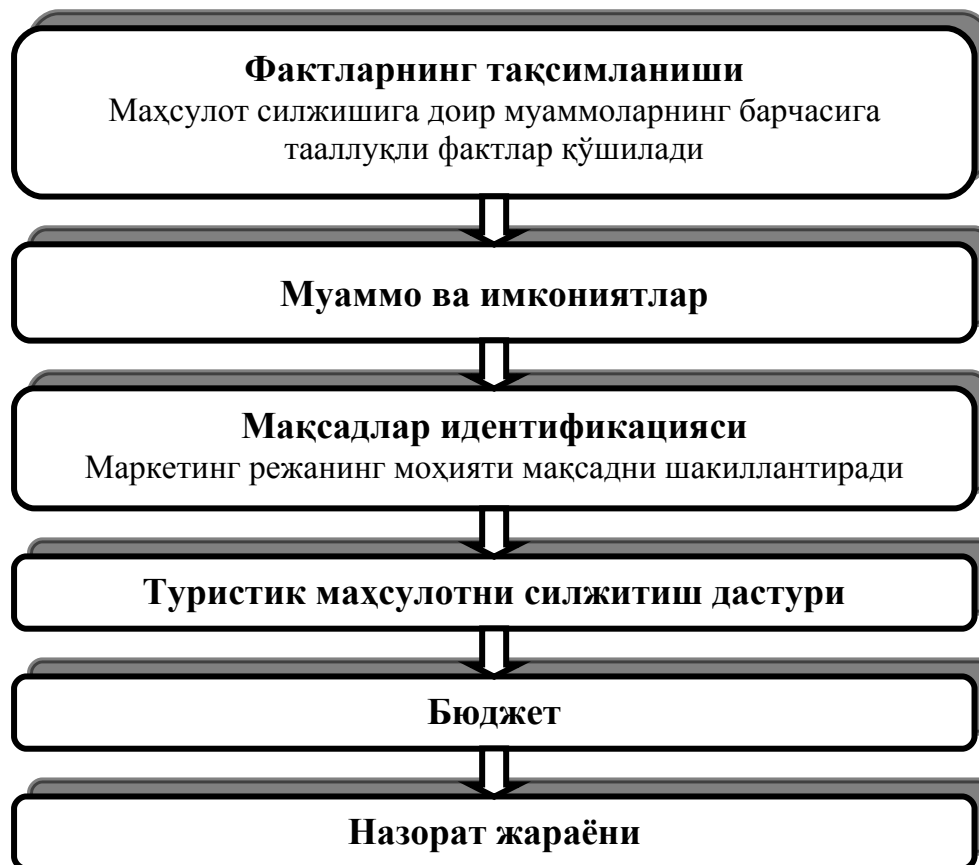 Фактларнинг тақсимланиши
Маҳсулот силжишига доир муаммоларнинг барчасига
тааллуқли фактлар қўшилади
Муаммо ва имкониятлар
Мақсадлар идентификацияси
Маркетинг режанинг моҳияти мақсадни шакиллантиради
Туристик маҳсулотни силжитиш дастури
Бюджет
Назорат жараёни